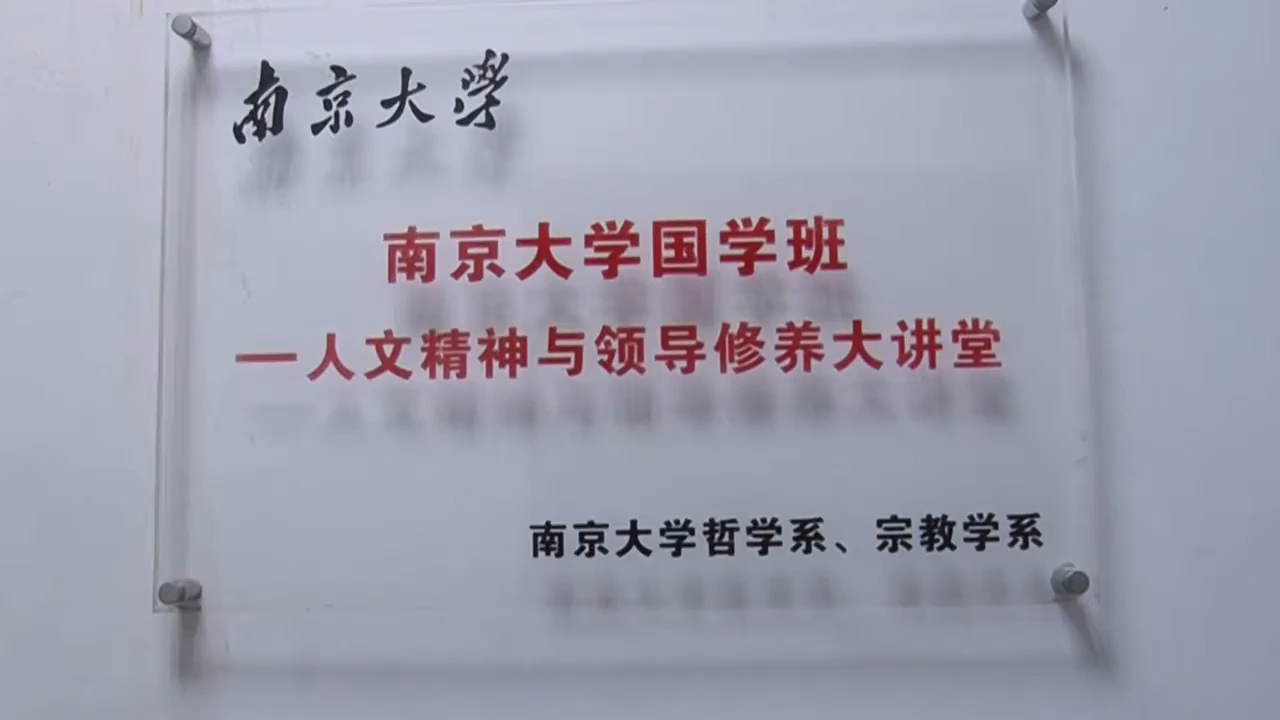 南京大學
南京大学国学班
—人文精神与领导修养大讲堂
南京大学哲学系、宗教学系